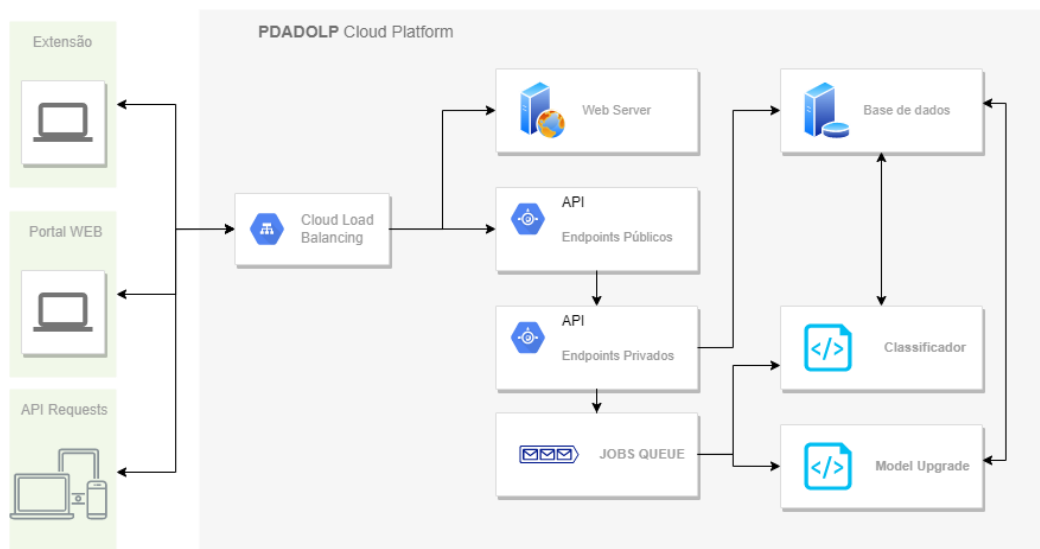 Extensão
PDADOLP Cloud Platform
Web Server
Base de dados
Portal WEB
Cloud Load
Balancing
API
Endpoints Públicos
API
Endpoints Privados
Classificador
API Requests
JOBS QUEUE
Model Upgrade